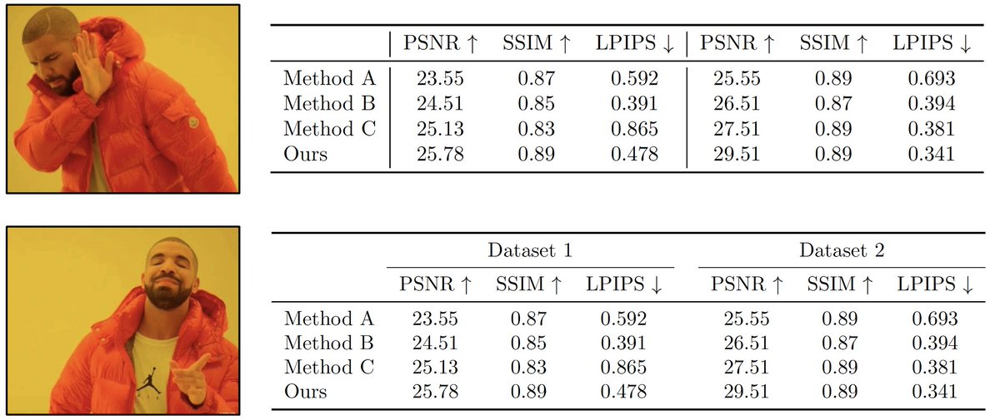 PSNR ↑ SSIM ↑ LPIPS ↓ PSNR ↑ SSIM ↑ LPIPS ↓
Method A 23.55 0.87 0.592 25.55 0.89 0.693
Method B 24.51 0.85 0.391 26.51 0.87 0.394
Method C 25.13 0.83 0.865 27.51 0.89 0.381
Ours 25.78 0.89 0.478 29.51 0.89 0.341
Dataset 1 Dataset 2
PSNR ↑ SSIM ↑ LPIPS ↓ PSNR ↑ SSIM ↑ LPIPS ↓
Method A 23.55 0.87 0.592 25.55 0.89 0.693
Method B 24.51 0.85 0.391 26.51 0.87 0.394
Method C 25.13 0.83 0.865 27.51 0.89 0.381
Ours 25.78 0.89 0.478 29.51 0.89 0.341